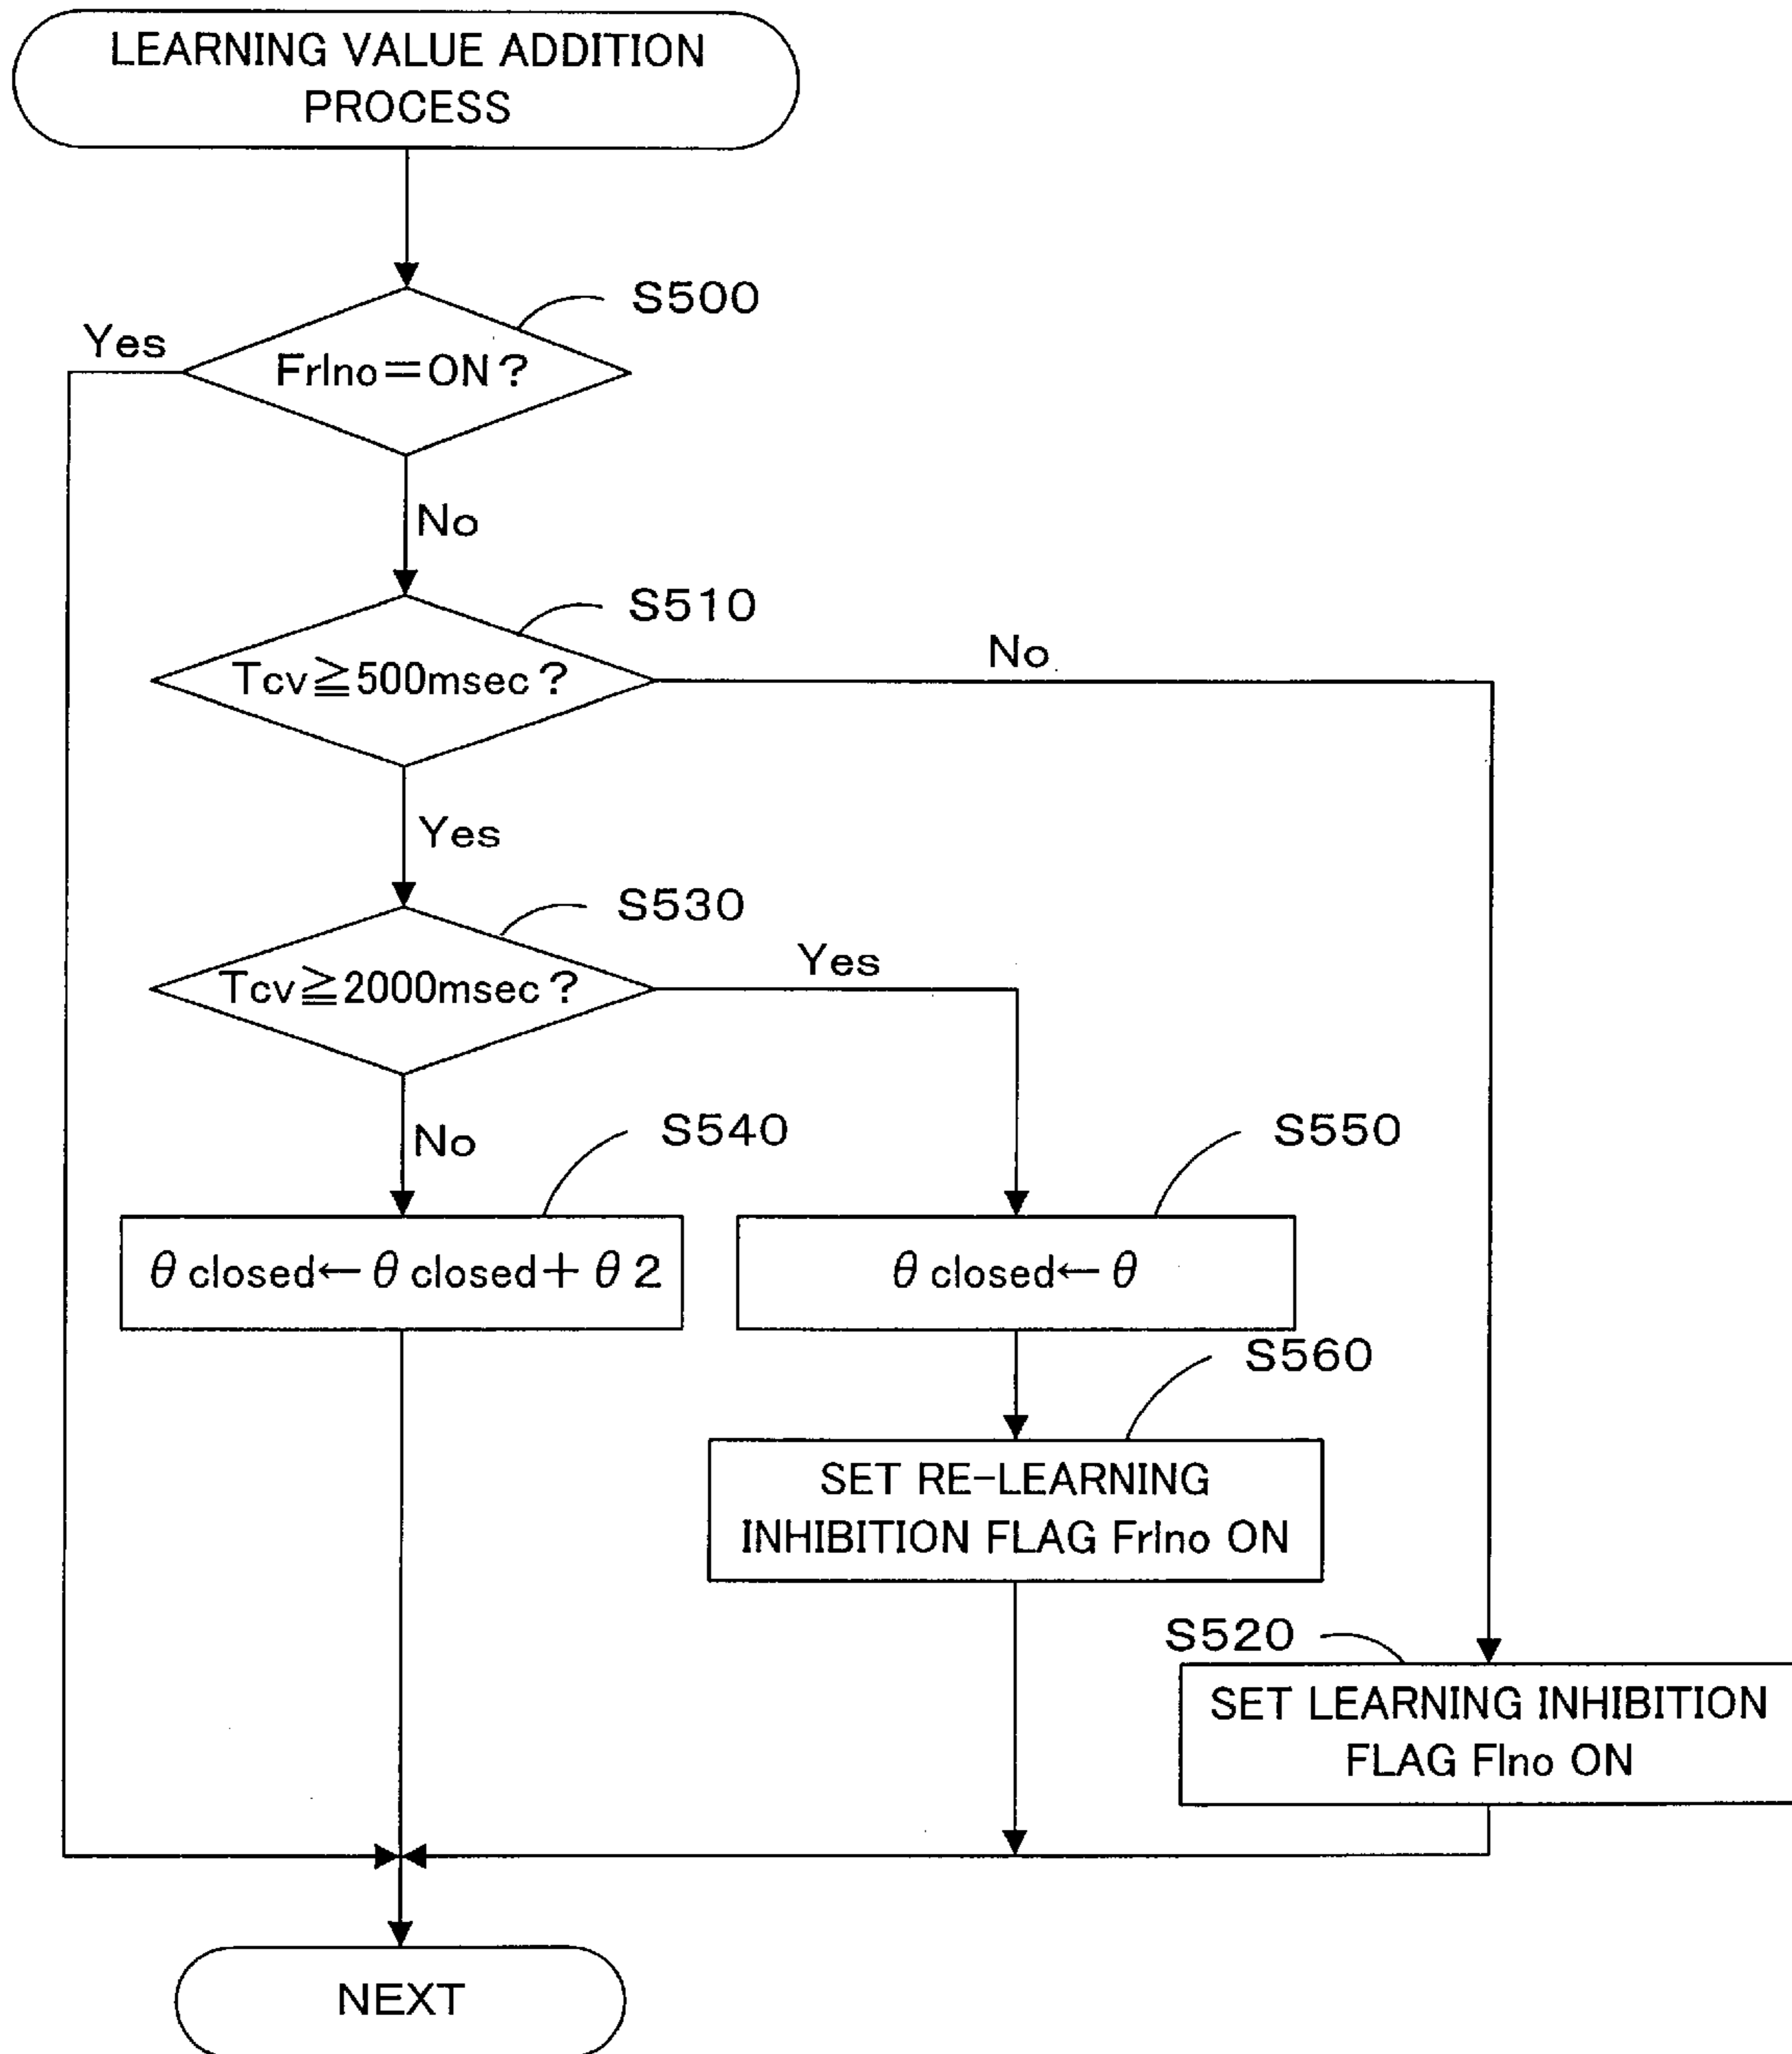 LEARNING VALUE ADDITION
PROCESS
S500
Yes
Frlno=ON?
No
S510
Tcv≧500msec?
No
Yes
S530
Tcv≧2000msec?
Yes
No
S540
S550
θ closed←θ closed+θ 2
θ closed←θ
S560
SET RE-LEARNING
INHIBITION FLAG Frlno ON
S520
SET LEARNING INHIBITION
FLAG Flno ON
NEXT